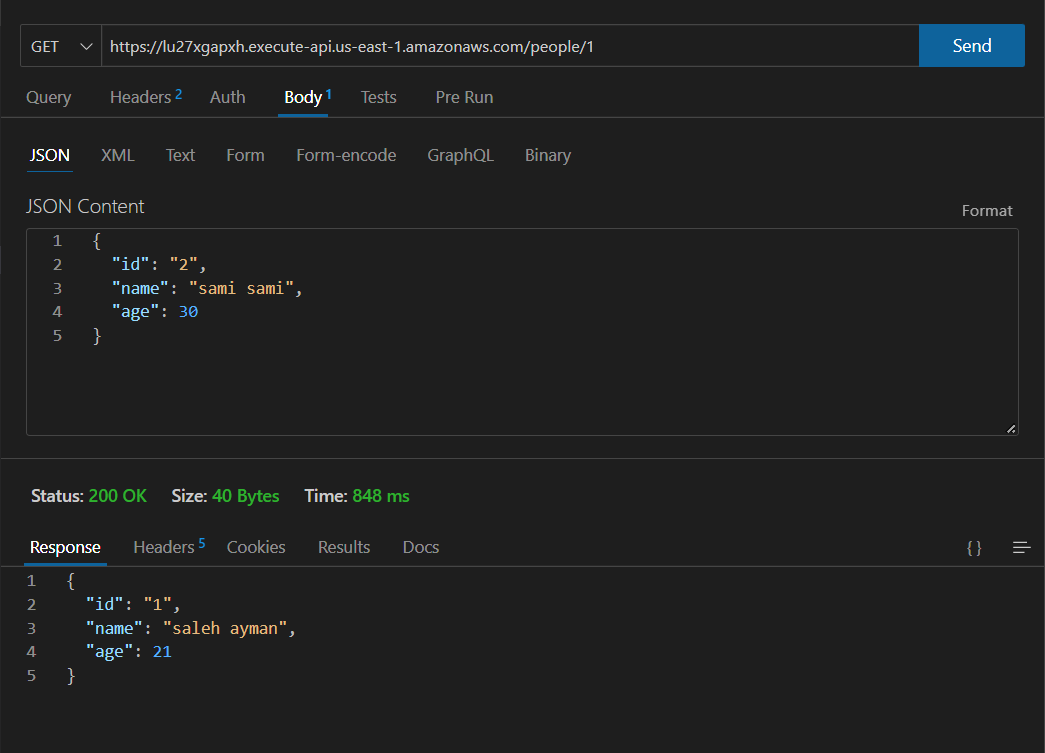 GET https://lu27xgapxh.execute-api.us-east-1.amazonaws.com/people/1 Send
Query Headers 2 Auth Body 1 Tests Pre Run
JSON XML Text Form Form-encode GraphQL Binary
JSON Content Format
1 {
2 "id": "2",
3 "name": "sami sami",
4 "age": 30
5 }
Status: 200 OK Size: 40 Bytes Time: 848 ms
Response Headers 5 Cookies Results Docs { }
1 {
2 "id": "1",
3 "name": "saleh ayman",
4 "age": 21
5 }